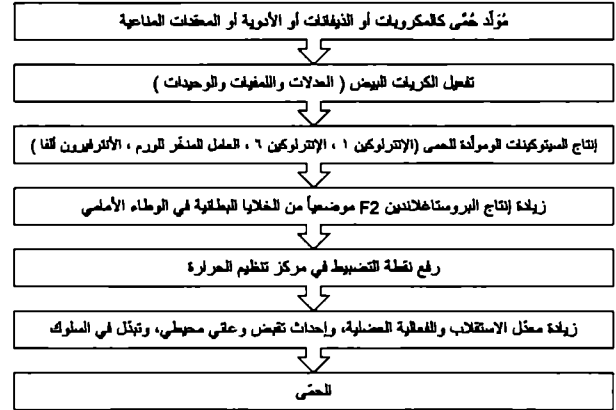 مُوَلِّد حُمَّى كالمكروبات أو الذيفانات أو الأدوية أو المعقدات المناعية
تفعيل الكريات البيض ( العدلات واللمفيات والوحيدات )
إنتاج السيتوكينات الومولّدة للحمى (الإنترلوكين ١ ، الإنترلوكين ٦ ، العامل المنخّر للورم ، الأنترفيرون ألفا )
زيادة إنتاج البروستاغلاندين F2 موضعياً من الخلايا البطانية في الوطاء الأمامي
رفع نقطة التضبيط في مركز تنظيم الحرارة
زيادة معدّل الاستقلاب والفعالية العضلية، وإحداث تقبض وعائي محيطي، وتبدّل في السلوك
الحمّى